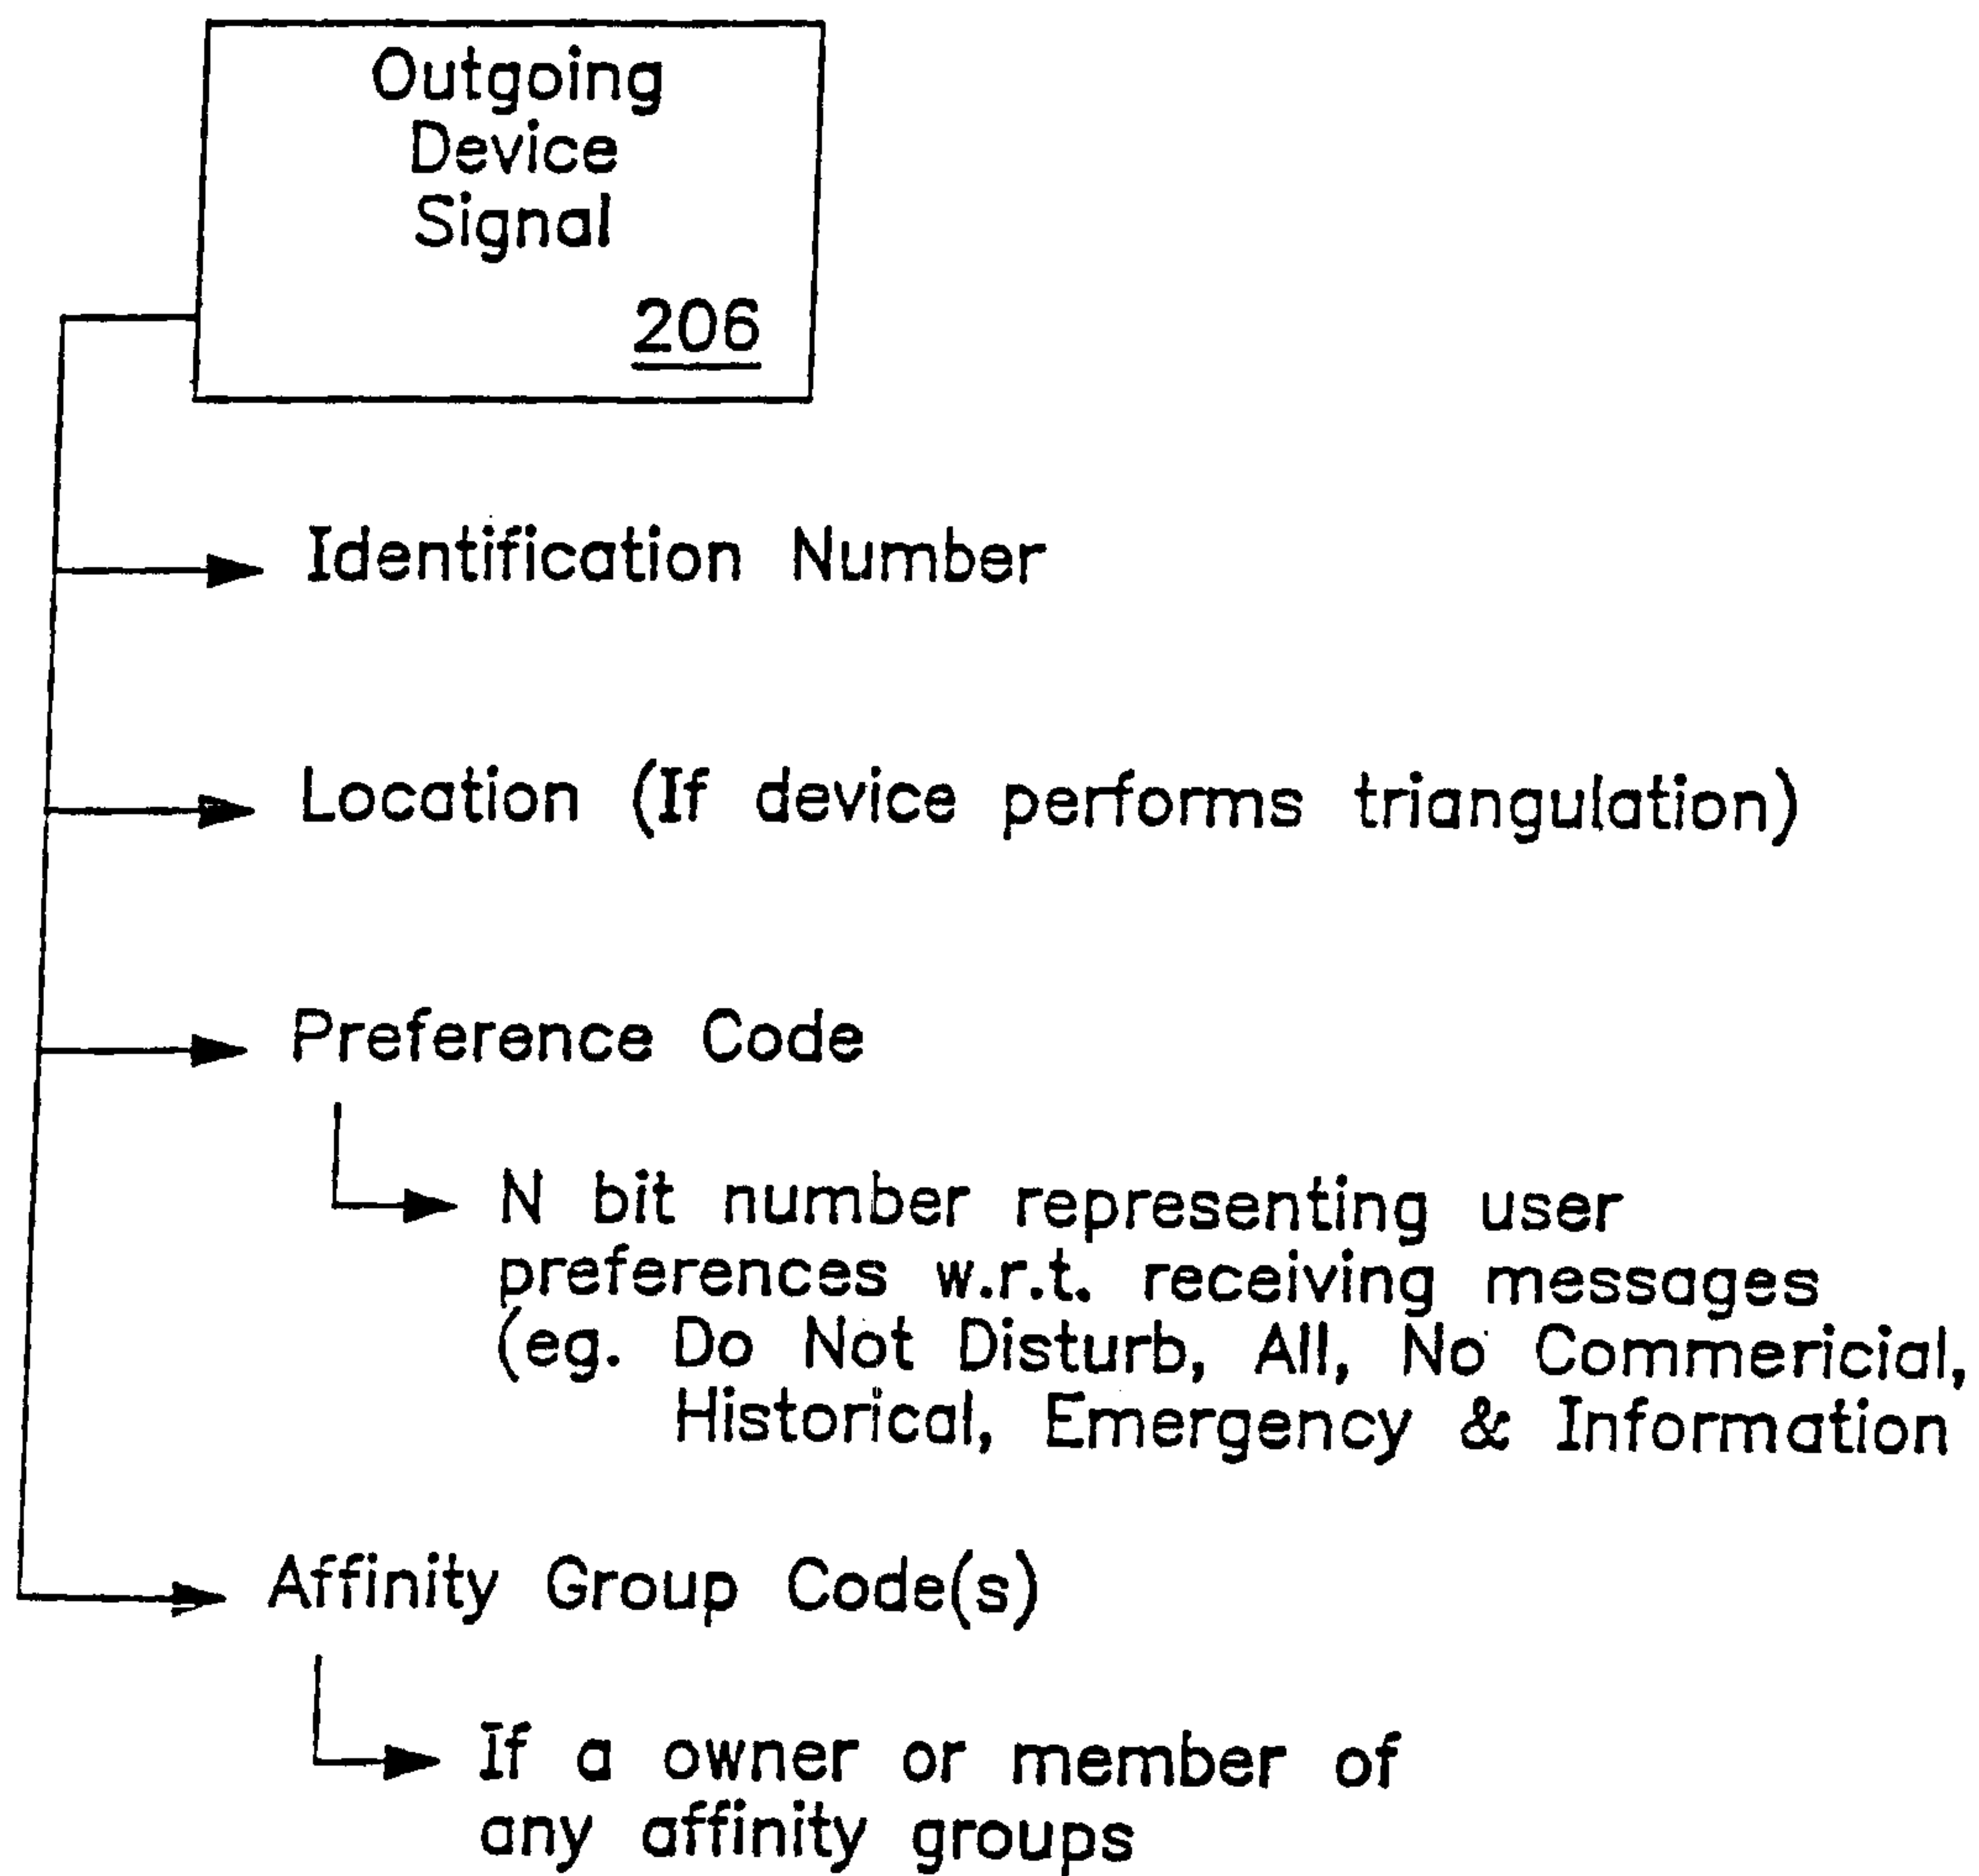 Outgoing
Device
Signal
206
Identification Number
Location (If device performs triangulation)
Preference Code
N bit number representing user
preferences w.r.t. receiving messages
(eg. Do Not Disturb, All, No Commericial,
Historical, Emergency & Information
Affinity Group Code(s)
If a owner or member of
any affinity groups